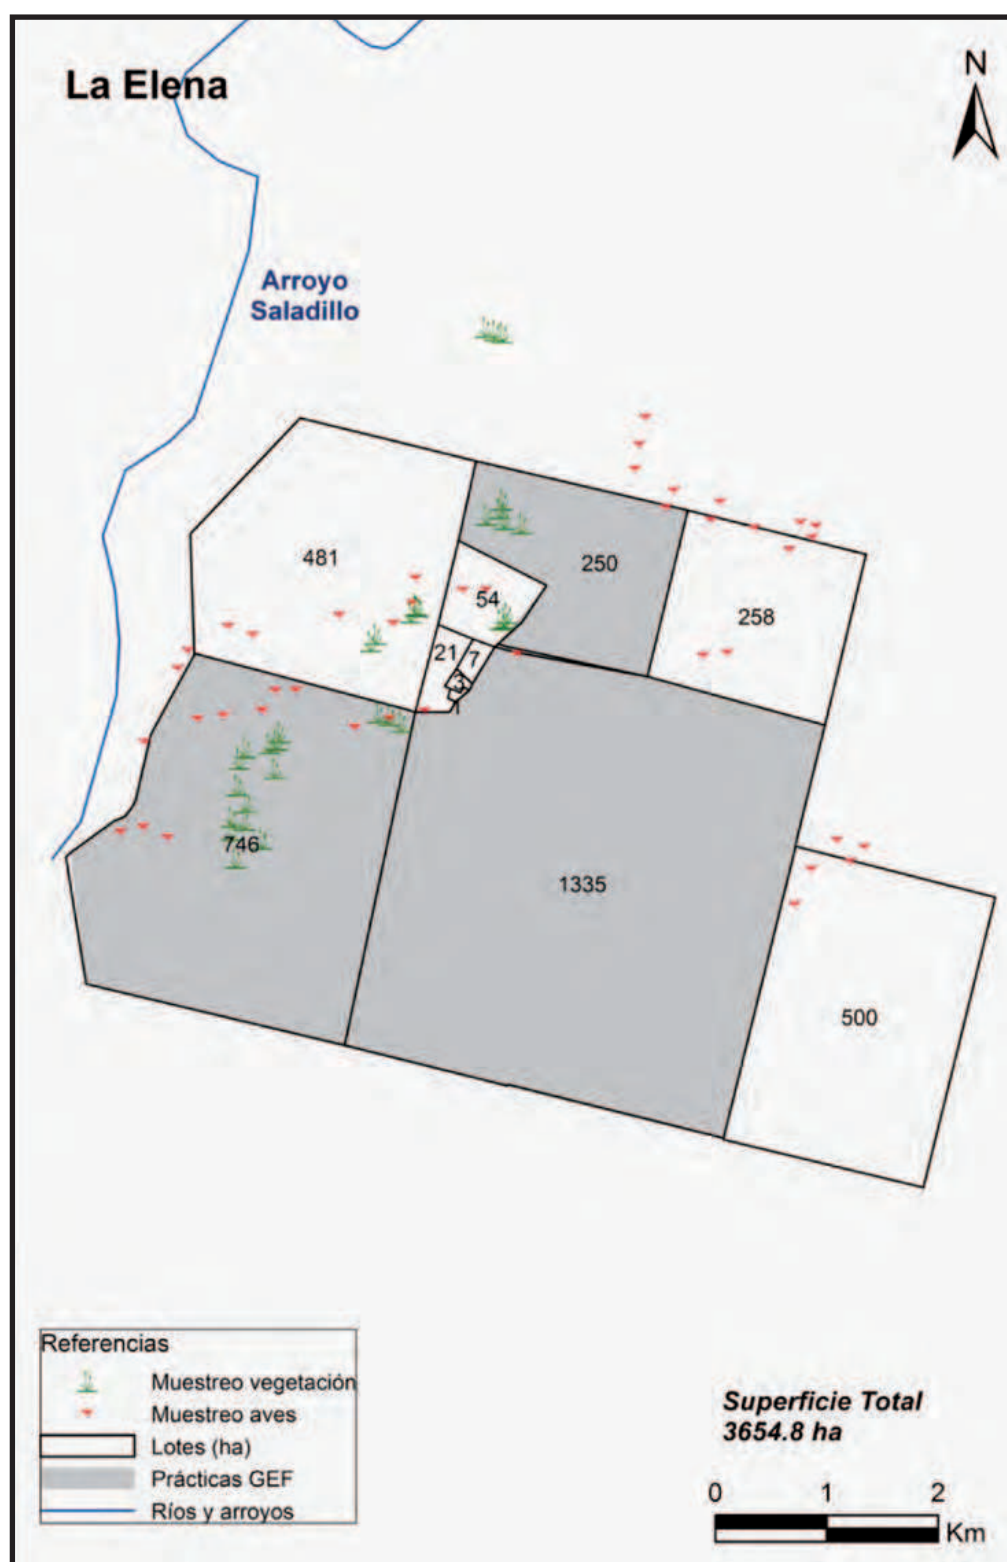 La Elena
N
Arroyo
Saladillo
481
250
54
258
21
7
3
1
746
1335
500
Referencias
Muestreo vegetación
Muestreo aves
Lotes (ha)
Prácticas GEF
Ríos y arroyos
Superficie Total
3654.8 ha
0 1 2
Km